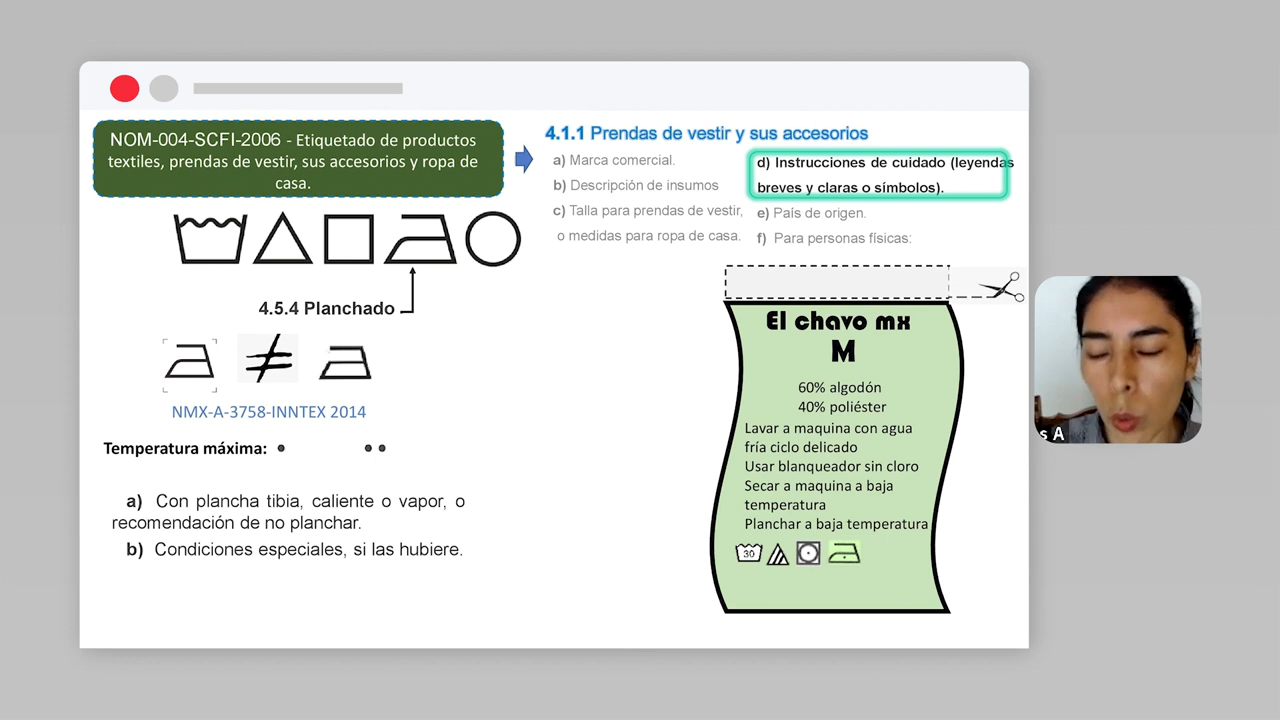 NOM-004-SCFI-2006 - Etiquetado de productos
textiles, prendas de vestir, sus accesorios y ropa de
casa.
4.5.4 Planchado
NMX-A-3758-INNTEX 2014
Temperatura máxima:
a) Con plancha tibia, caliente o vapor, o
recomendación de no planchar.
b) Condiciones especiales, si las hubiere.
4.1.1 Prendas de vestir y sus accesorios
a) Marca comercial.
b) Descripción de insumos
c) Talla para prendas de vestir,
o medidas para ropa de casa.
d) Instrucciones de cuidado (leyendas
breves y claras o símbolos).
e) País de origen.
f) Para personas físicas:
El chavo mx
M
60% algodón
40% poliéster
Lavar a maquina con agua
fría ciclo delicado
Usar blanqueador sin cloro
Secar a maquina a baja
temperatura
Planchar a baja temperatura
30
s A